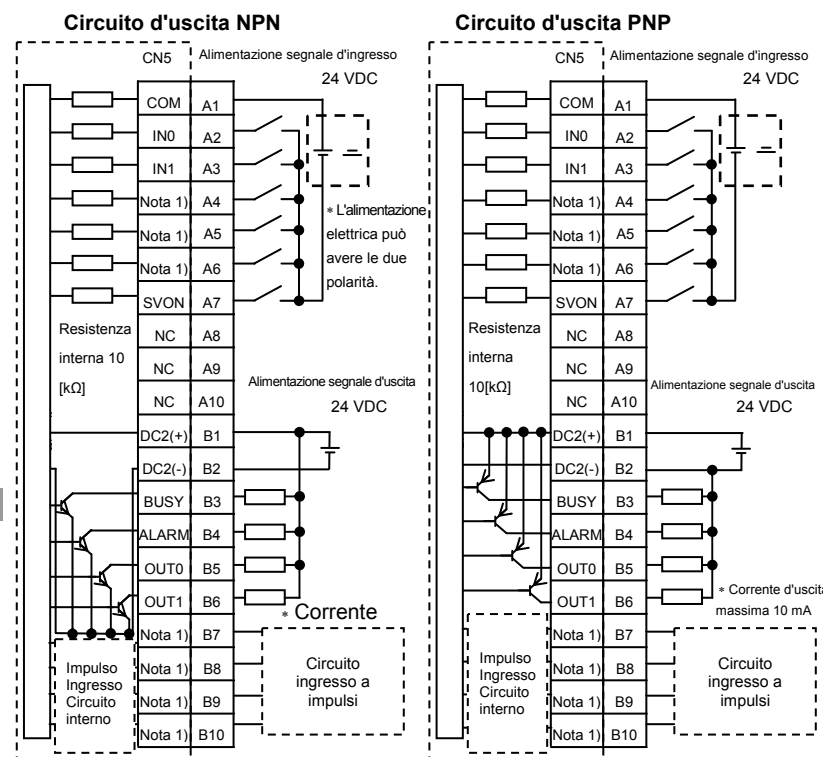 Circuito d'uscita NPN
CN5
Alimentazione segnale d'ingresso
24 VDC
COM A1
IN0 A2
IN1 A3
Nota 1) A4
Nota 1) A5
Nota 1) A6
SVON A7
NC A8
NC A9
NC A10
DC2(+) B1
DC2(-) B2
BUSY B3
ALARM B4
OUT0 B5
OUT1 B6
Nota 1) B7
Nota 1) B8
Nota 1) B9
Nota 1) B10
* L'alimentazione
elettrica può
avere le due
polarità.
Resistenza
interna 10
[kΩ]
Alimentazione segnale d'uscita
24 VDC
* Corrente
Impulso
Ingresso
Circuito
interno
Circuito
ingresso a
impulsi
Circuito d'uscita PNP
CN5
Alimentazione segnale d'ingresso
24 VDC
COM A1
IN0 A2
IN1 A3
Nota 1) A4
Nota 1) A5
Nota 1) A6
SVON A7
NC A8
NC A9
NC A10
DC2(+) B1
DC2(-) B2
BUSY B3
ALARM B4
OUT0 B5
OUT1 B6
Nota 1) B7
Nota 1) B8
Nota 1) B9
Nota 1) B10
Resistenza
interna
10[kΩ]
Alimentazione segnale d'uscita
24 VDC
* Corrente d'uscita
massima 10 mA
Impulso
Ingresso
Circuito
interno
Circuito
ingresso a
impulsi